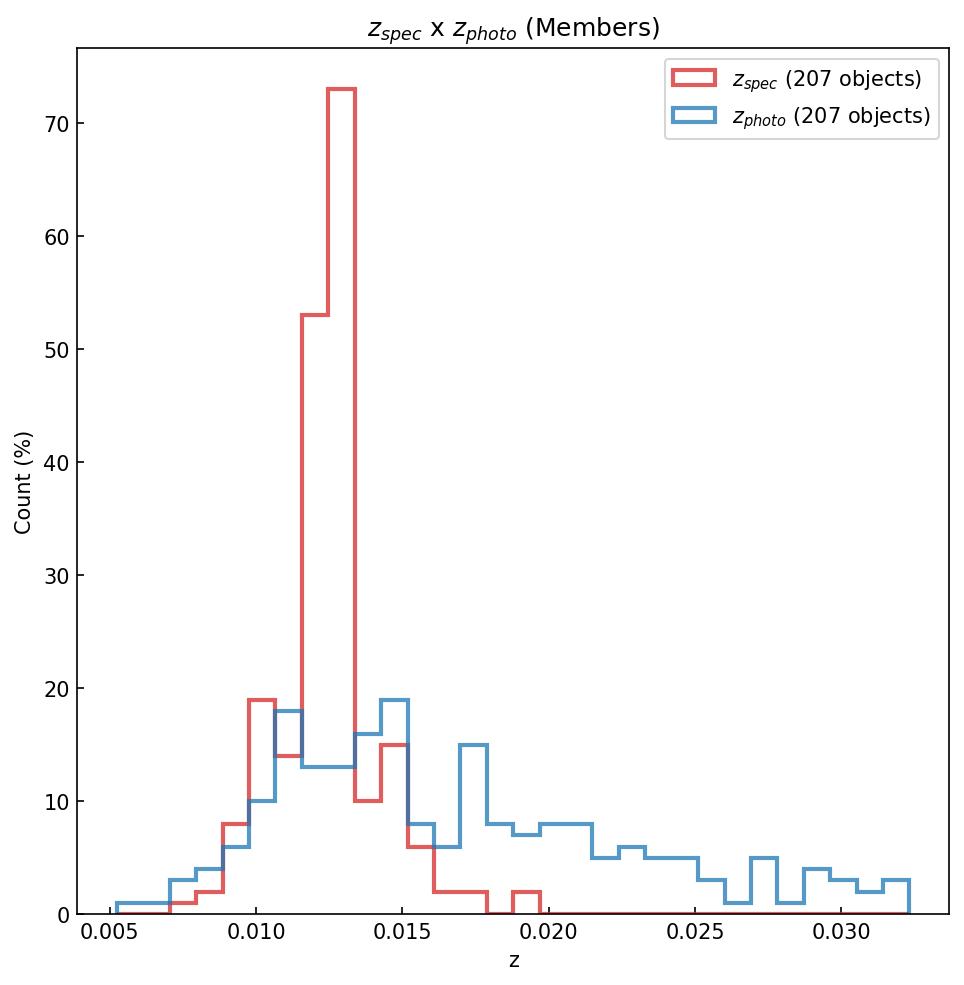 z_spec x z_photo (Members)
z_spec (207 objects)
z_photo (207 objects)
Count (%)
70
60
50
40
30
20
10
0
0.005 0.010 0.015 0.020 0.025 0.030
z